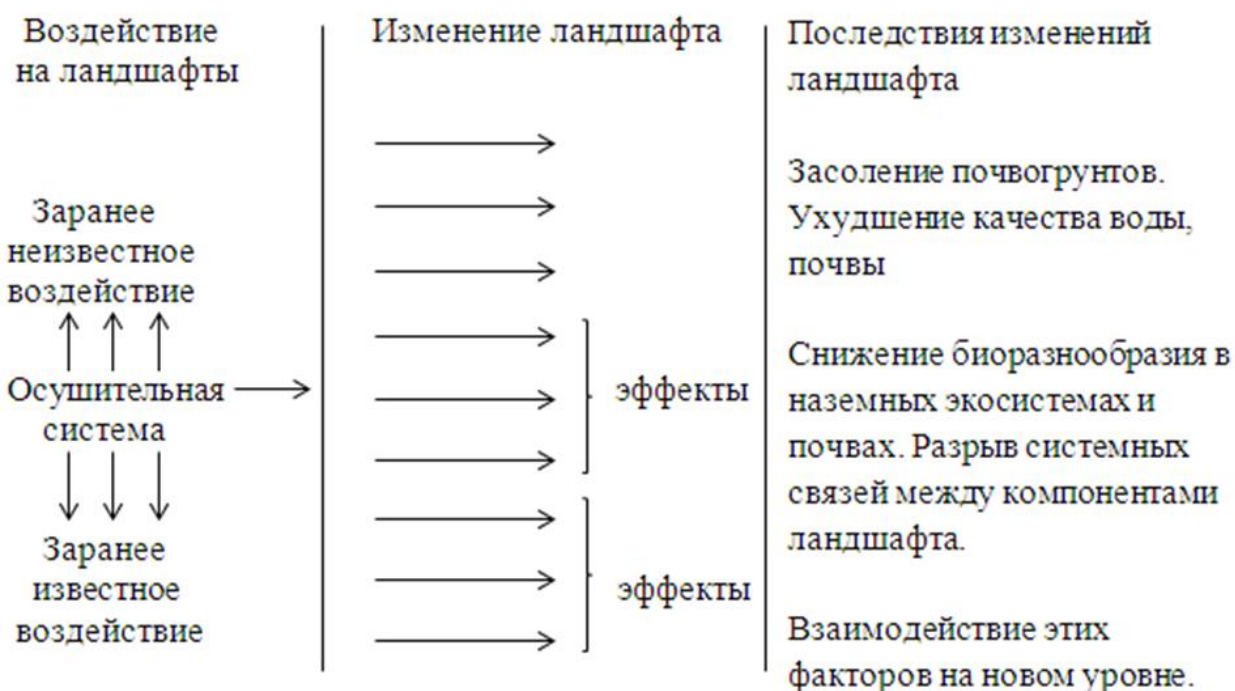 Воздействие
на ландшафты
Заранее
неизвестное
воздействие
Осушительная
система
Заранее
известное
воздействие
Изменение ландшафта
эффекты
эффекты
Последствия изменений
ландшафта
Засоление почвогрунтов.
Ухудшение качества воды,
почвы
Снижение биоразнообразия в
наземных экосистемах и
почвах. Разрыв системных
связей между компонентами
ландшафта.
Взаимодействие этих
факторов на новом уровне.